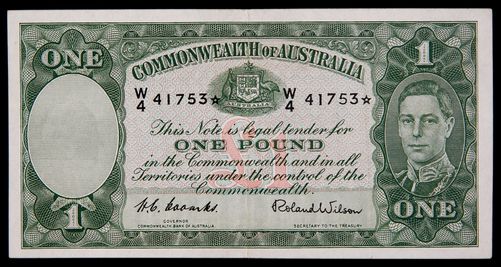 ONE
COMMONWEALTH OF AUSTRALIA
1
W/4 41753☆ W/4 41753☆
AUSTRALIA
This Note is legal tender for
ONE POUND
in the Commonwealth and in all
Territories under the control of the
Commonwealth.
H.C. Coombs. Roland Wilson
GOVERNOR SECRETARY TO THE TREASURY
COMMONWEALTH BANK OF AUSTRALIA
1
ONE